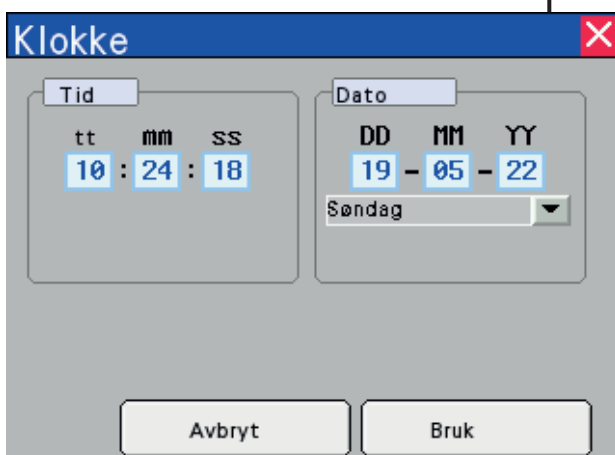 Klokke
Tid
tt mm ss
10 : 24 : 18
Dato
DD MM YY
19 - 05 - 22
Søndag
Avbryt
Bruk